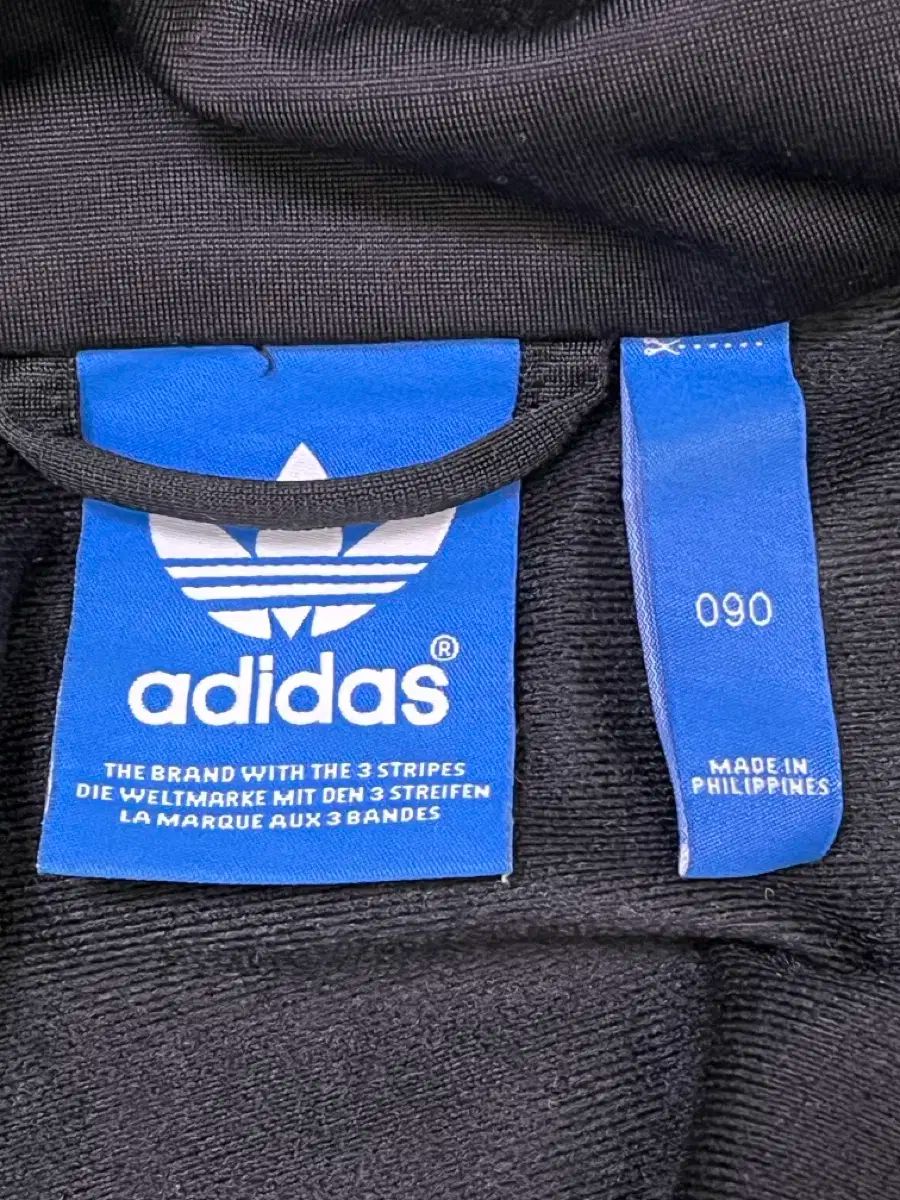 adidas®
THE BRAND WITH THE 3 STRIPES
DIE WELTMARKE MIT DEN 3 STREIFEN
LA MARQUE AUX 3 BANDES
090
MADE IN
PHILIPPINES